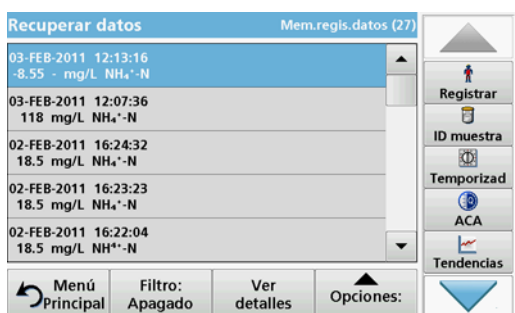 Recuperar datos
Mem.regis.datos (27)
03-FEB-2011 12:13:16
-8.55 - mg/L NH₄⁺-N
03-FEB-2011 12:07:36
118 mg/L NH₄⁺-N
02-FEB-2011 16:24:32
18.5 mg/L NH₄⁺-N
02-FEB-2011 16:23:23
18.5 mg/L NH₄⁺-N
02-FEB-2011 16:22:04
18.5 mg/L NH⁴⁺-N
Menú
Principal
Filtro:
Apagado
Ver
detalles
Opciones:
Registrar
ID muestra
Temporizad
ACA
Tendencias